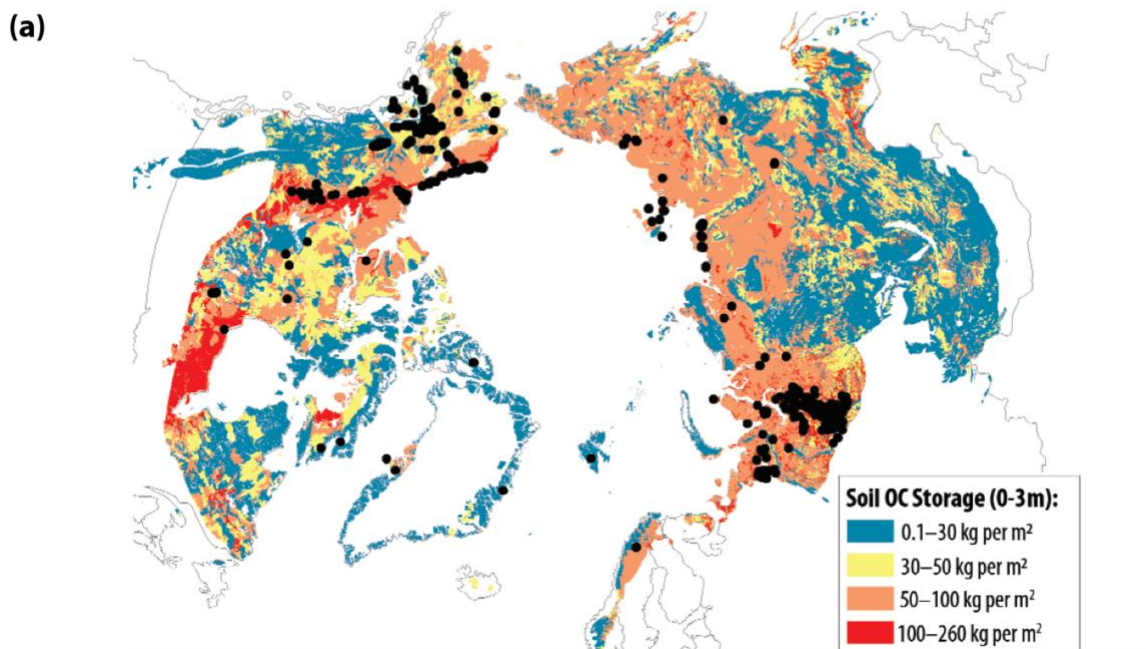 (a)
Soil OC Storage (0-3m):
0.1–30 kg per m²
30–50 kg per m²
50–100 kg per m²
100–260 kg per m²